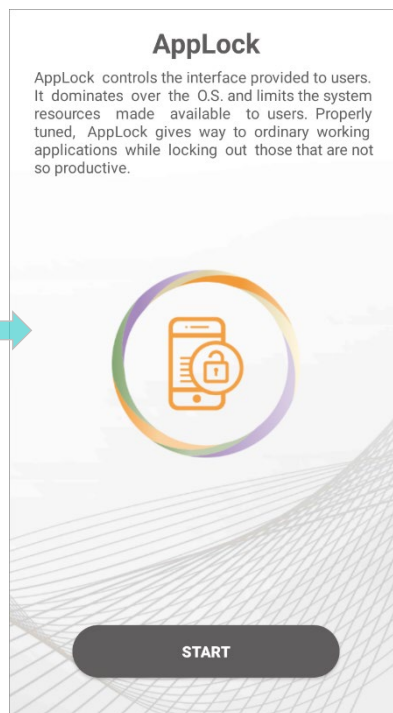 AppLock
AppLock controls the interface provided to users.
It dominates over the O.S. and limits the system
resources made available to users. Properly
tuned, AppLock gives way to ordinary working
applications while locking out those that are not
so productive.
START